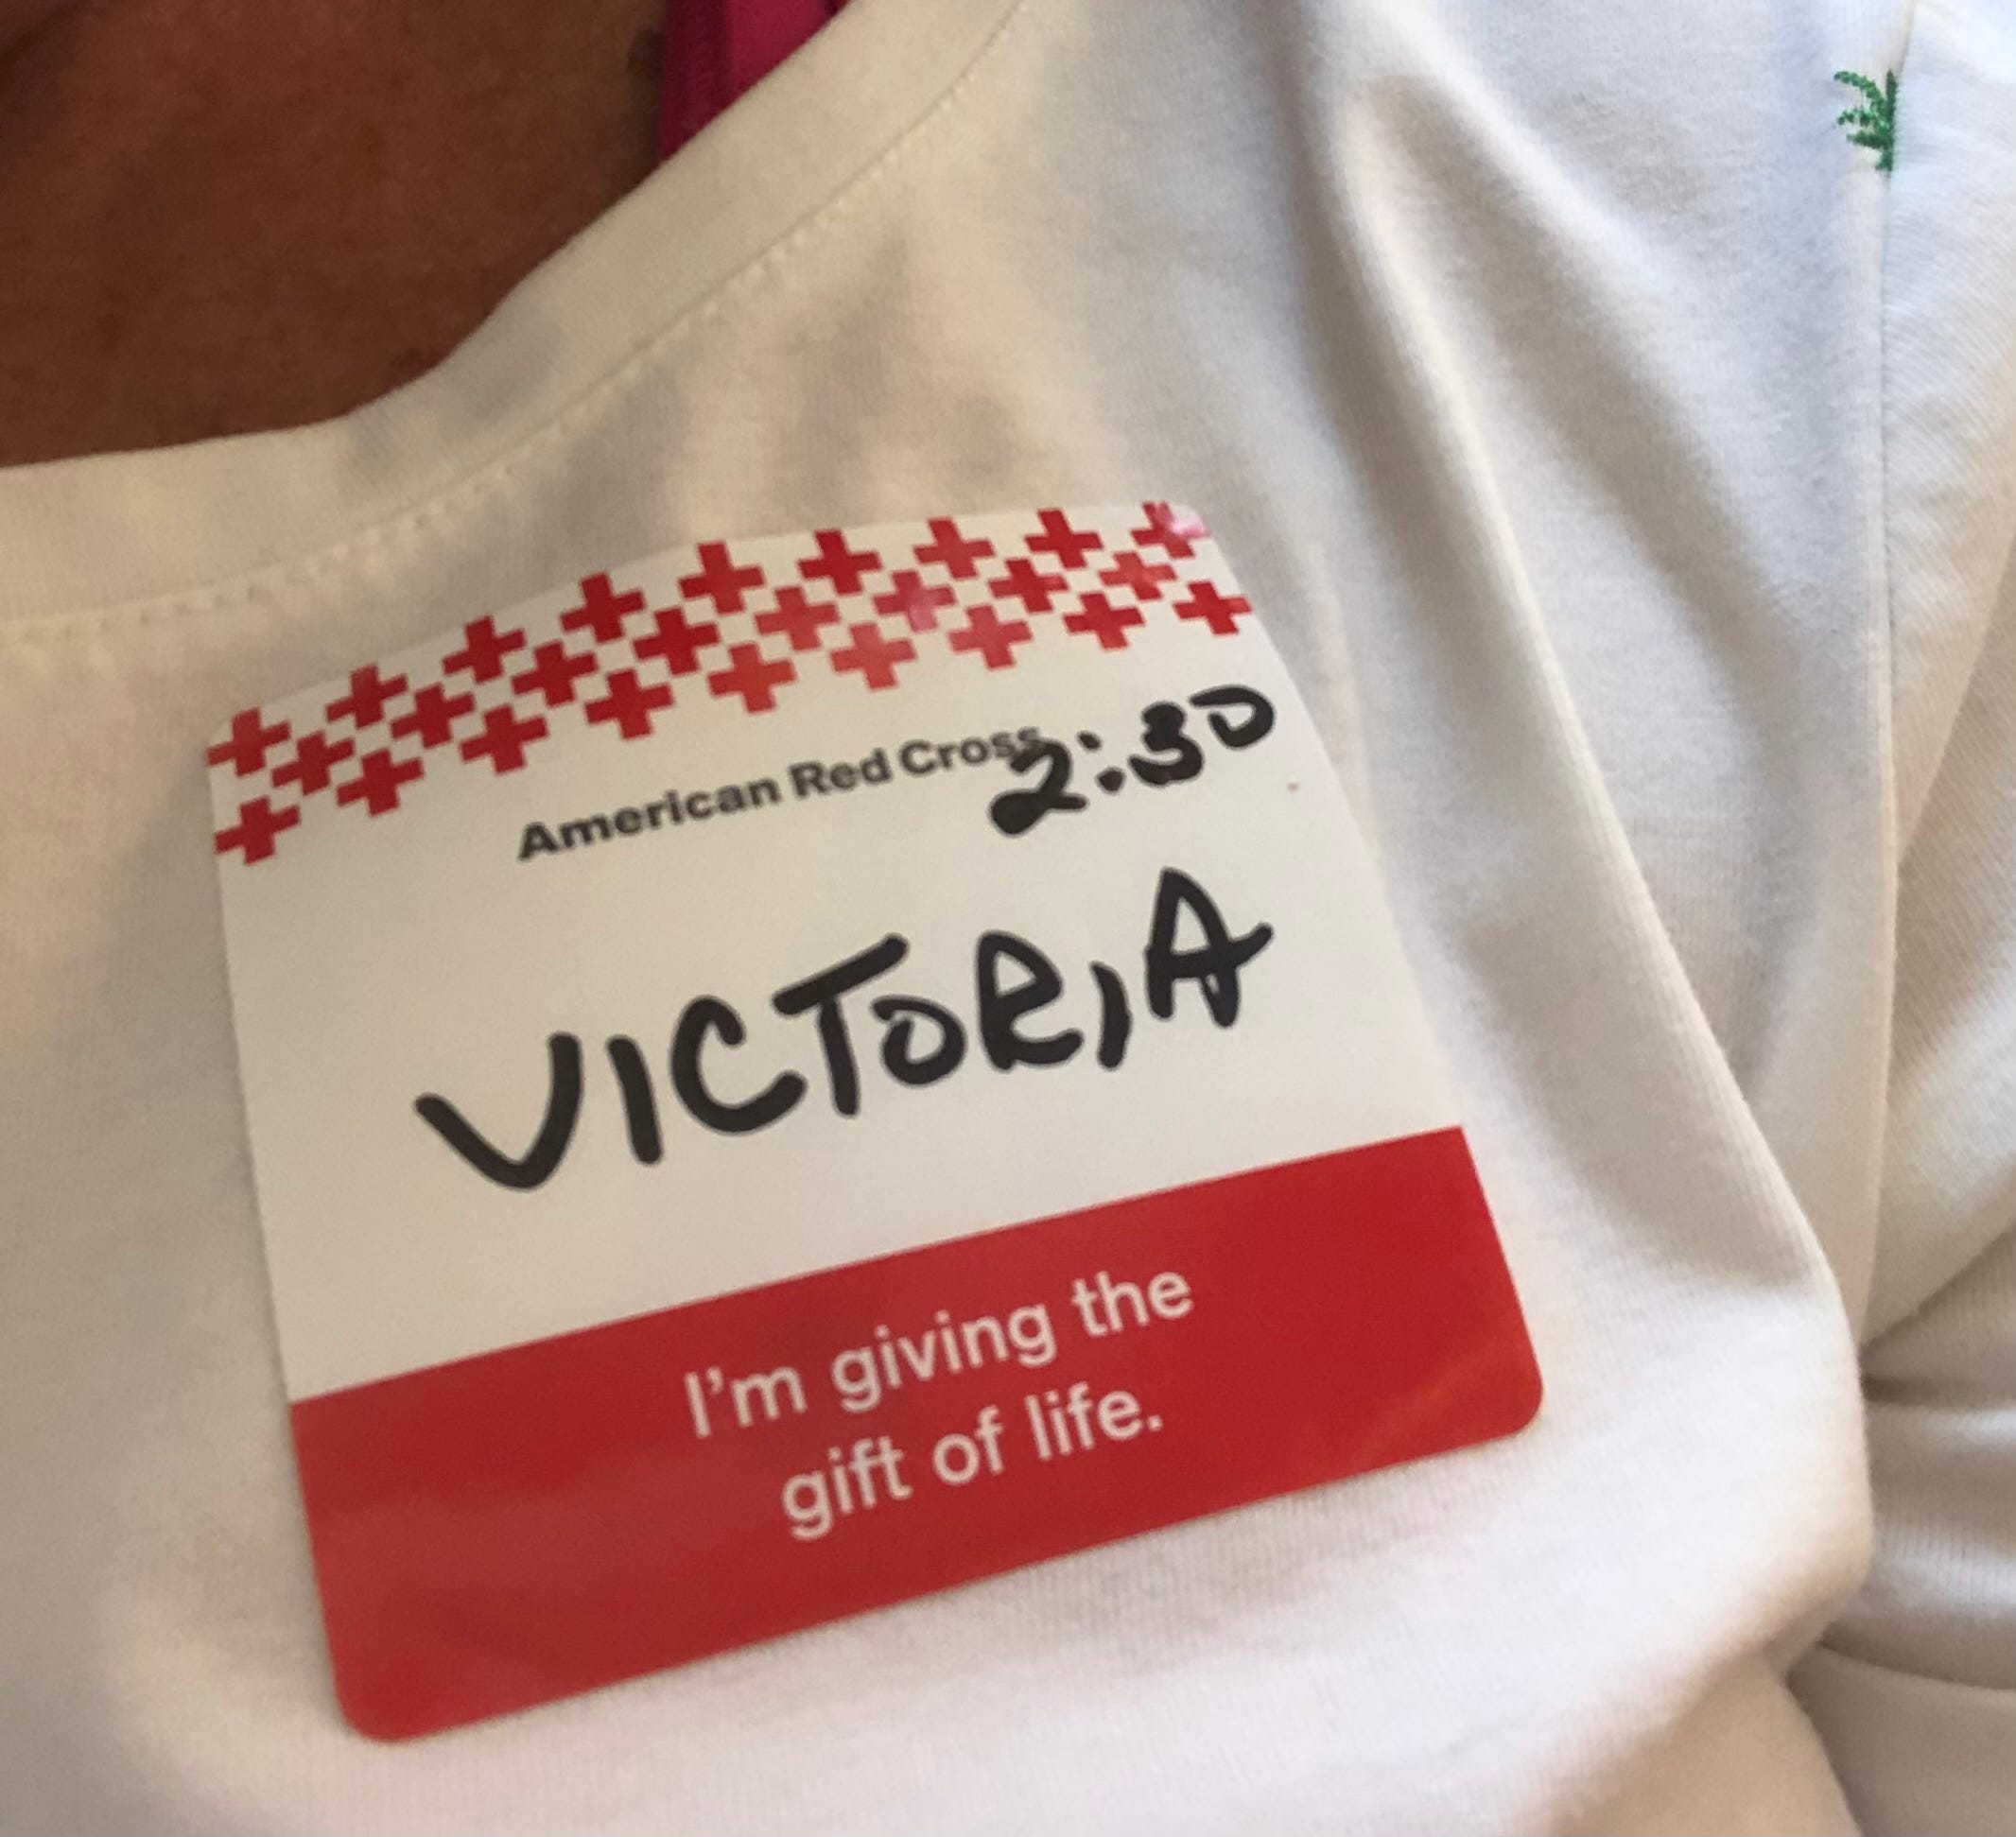 American Red Cross
2:30
VICTORIA
I'm giving the
gift of life.